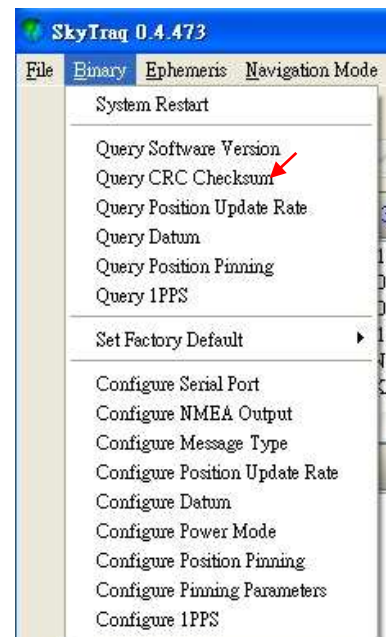 SkyTraq 0.4.473
File Binary Ephemeris Navigation Mode
System Restart
Query Software Version
Query CRC Checksum
Query Position Update Rate
Query Datum
Query Position Pinning
Query 1PPS
Set Factory Default
Configure Serial Port
Configure NMEA Output
Configure Message Type
Configure Position Update Rate
Configure Datum
Configure Power Mode
Configure Position Pinning
Configure Pinning Parameters
Configure 1PPS